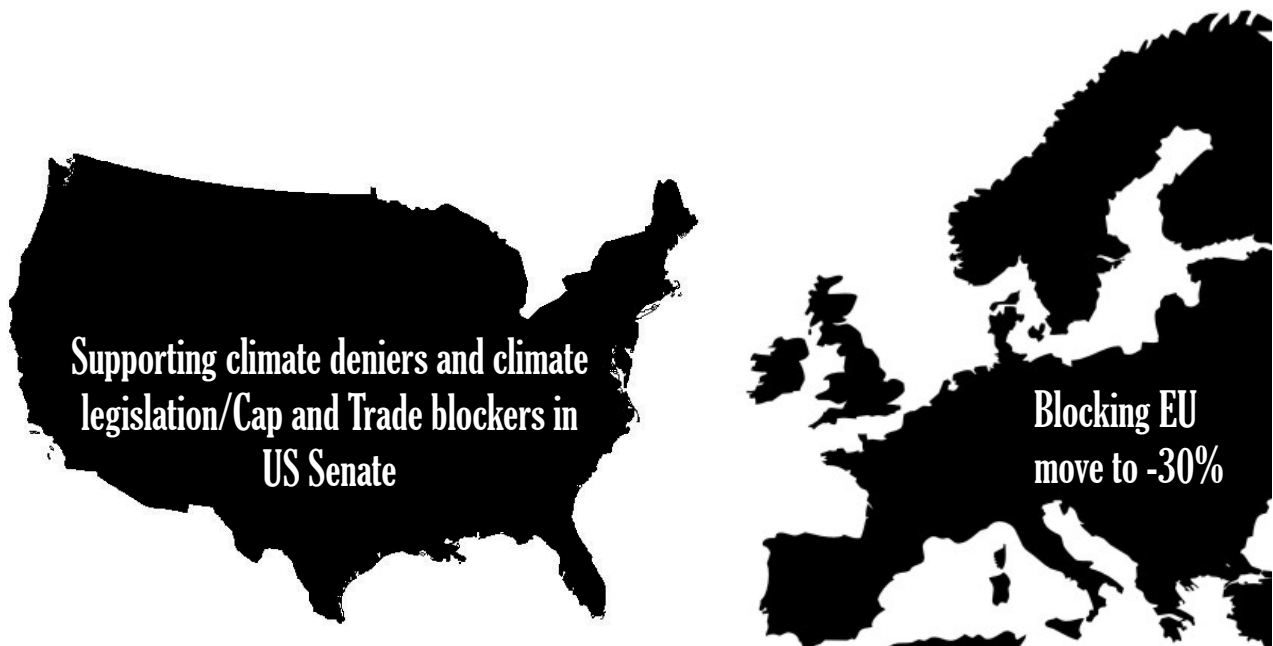 Supporting climate deniers and climate
legislation/Cap and Trade blockers in
US Senate
Blocking EU
move to -30%